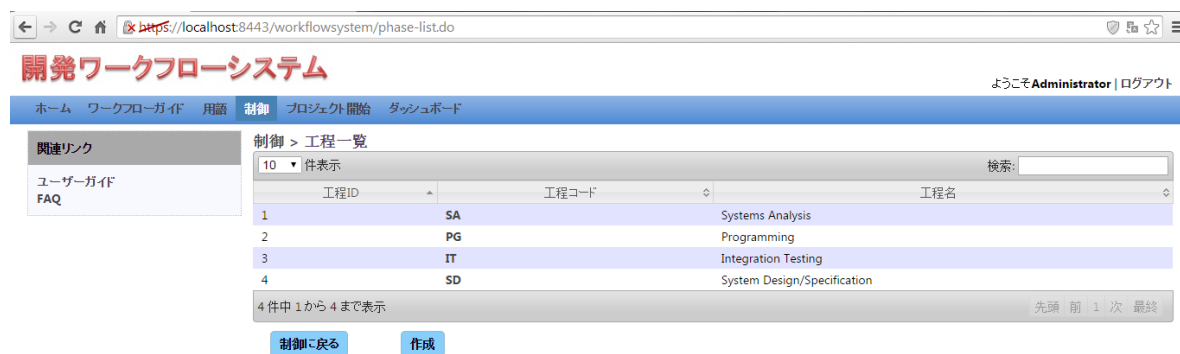 https://localhost:8443/workflowsystem/phase-list.do
開発ワークフローシステム
ようこそAdministrator | ログアウト
ホーム ワークフローガイド 用語 制御 プロジェクト開始 ダッシュボード
関連リンク
ユーザーガイド
FAQ
制御 > 工程一覧
10 件表示 検索:
工程ID 工程コード 工程名
1 SA Systems Analysis
2 PG Programming
3 IT Integration Testing
4 SD System Design/Specification
4 件中 1 から 4 まで表示 先頭 前 1 次 最終
制御に戻る 作成